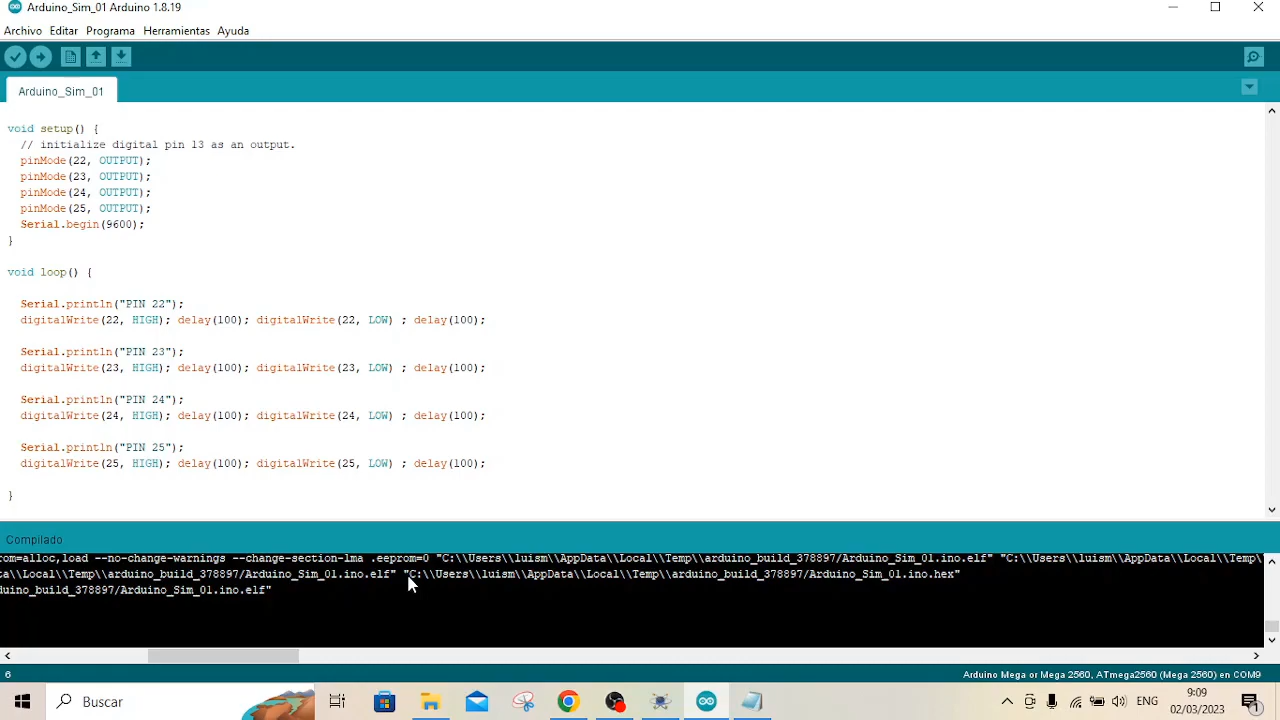 Arduino_Sim_01 Arduino 1.8.19
Archivo Editar Programa Herramientas Ayuda
Arduino_Sim_01
void setup() {
// initialize digital pin 13 as an output.
pinMode(22, OUTPUT);
pinMode(23, OUTPUT);
pinMode(24, OUTPUT);
pinMode(25, OUTPUT);
Serial.begin(9600);
}
void loop() {
Serial.println("PIN 22");
digitalWrite(22, HIGH); delay(100); digitalWrite(22, LOW) ; delay(100);
Serial.println("PIN 23");
digitalWrite(23, HIGH); delay(100); digitalWrite(23, LOW) ; delay(100);
Serial.println("PIN 24");
digitalWrite(24, HIGH); delay(100); digitalWrite(24, LOW) ; delay(100);
Serial.println("PIN 25");
digitalWrite(25, HIGH); delay(100); digitalWrite(25, LOW) ; delay(100);
}
Compilado
rom=alloc,load --no-change-warnings --change-section-lma .eeprom=0 "C:\\Users\\luism\\AppData\\Local\\Temp\\arduino_build_378897/Arduino_Sim_01.ino.elf" "C:\\Users\\luism\\AppData\\Local\\Temp\
ta\\Local\\Temp\\arduino_build_378897/Arduino_Sim_01.ino.elf" "C:\\Users\\luism\\AppData\\Local\\Temp\\arduino_build_378897/Arduino_Sim_01.ino.hex"
duino_build_378897/Arduino_Sim_01.ino.elf"
6 Arduino Mega or Mega 2560, ATmega2560 (Mega 2560) en COM9
Buscar
ENG
9:09
02/03/2023
1